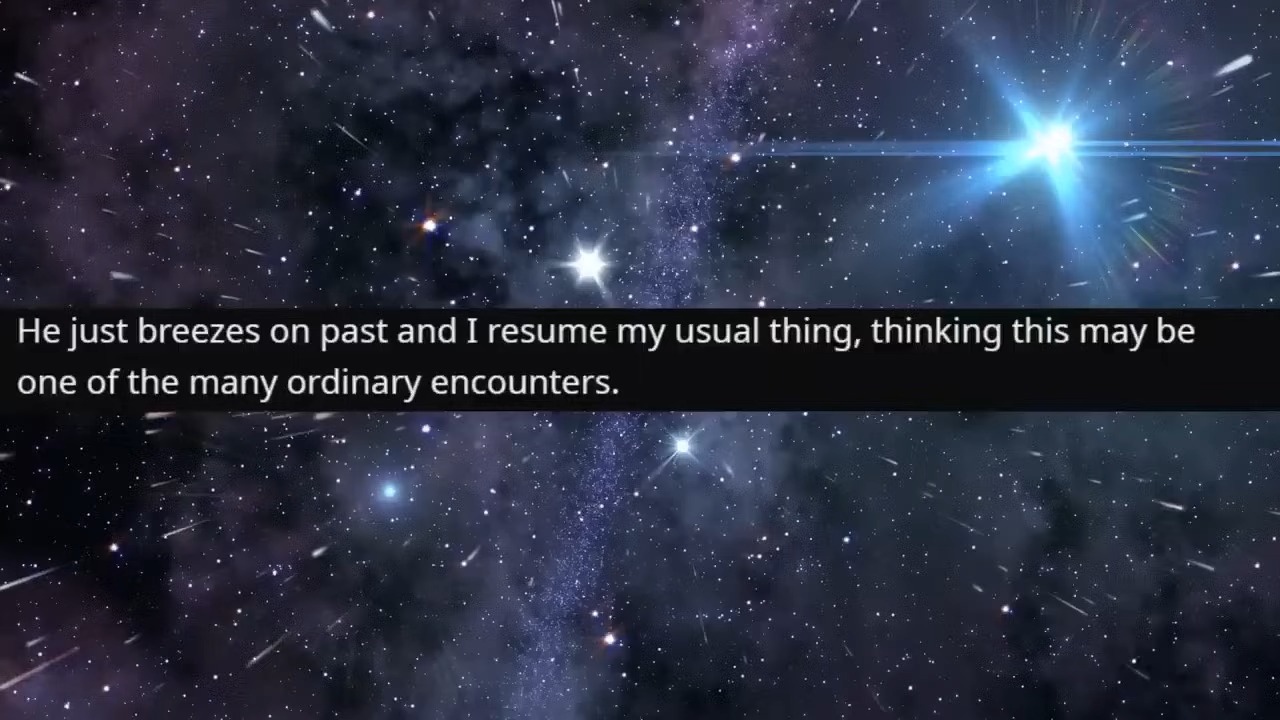 He just breezes on past and I resume my usual thing, thinking this may be
one of the many ordinary encounters.